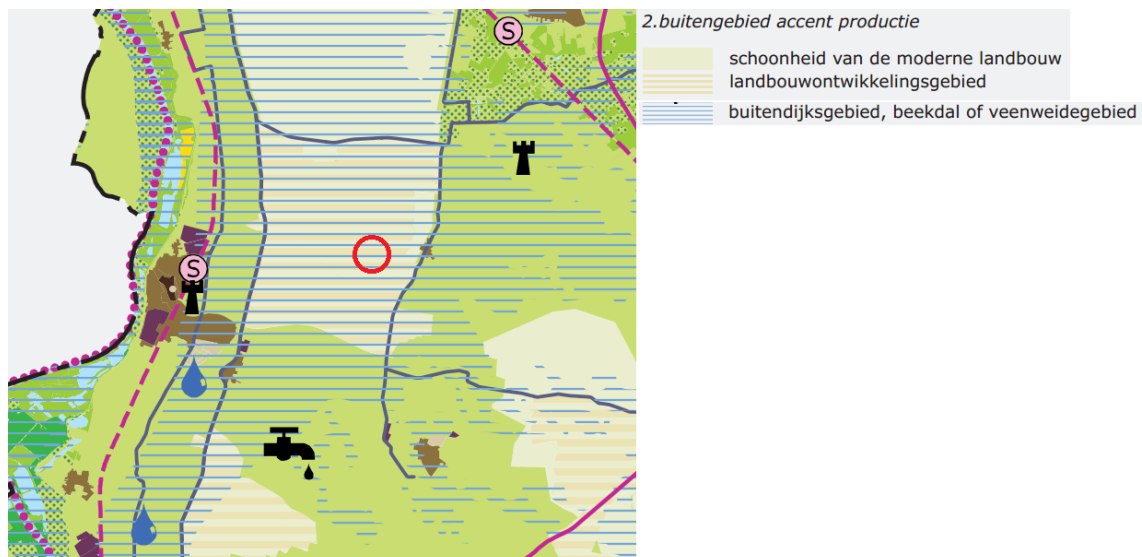 S
2.buitengebied accent productie
schoonheid van de moderne landbouw
landbouwontwikkelingsgebied
buitendijksgebied, beekdal of veenweidegebied
S